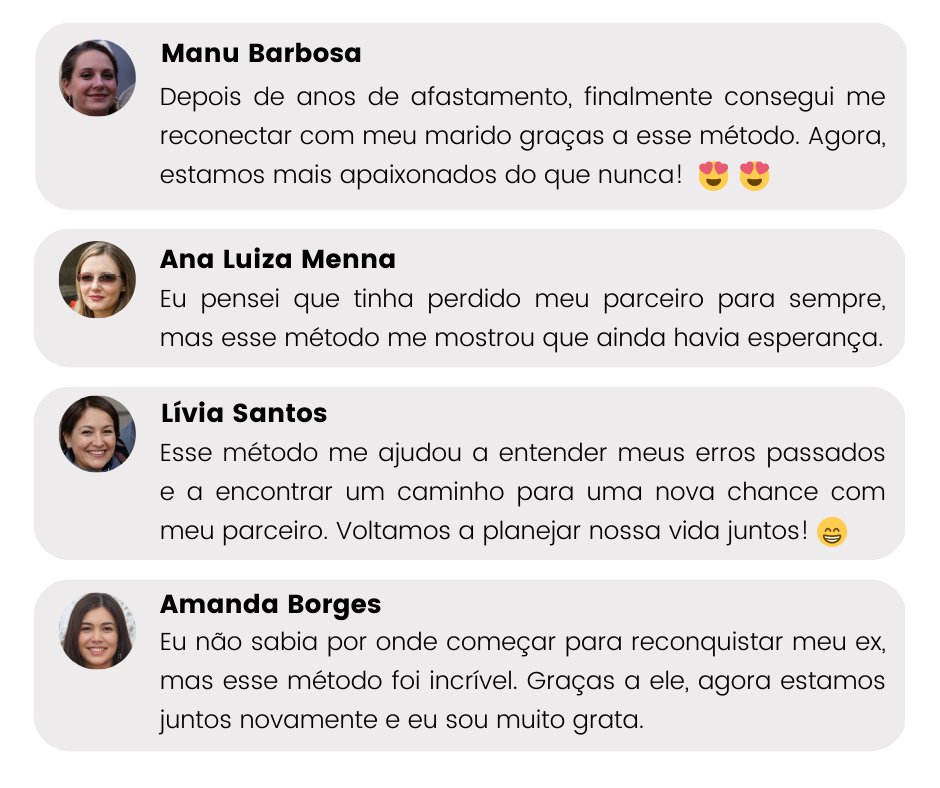 Manu Barbosa
Depois de anos de afastamento, finalmente consegui me
reconectar com meu marido graças a esse método. Agora,
estamos mais apaixonados do que nunca! 😍 😍
Ana Luiza Menna
Eu pensei que tinha perdido meu parceiro para sempre,
mas esse método me mostrou que ainda havia esperança.
Lívia Santos
Esse método me ajudou a entender meus erros passados
e a encontrar um caminho para uma nova chance com
meu parceiro. Voltamos a planejar nossa vida juntos! 😁
Amanda Borges
Eu não sabia por onde começar para reconquistar meu ex,
mas esse método foi incrível. Graças a ele, agora estamos
juntos novamente e eu sou muito grata.